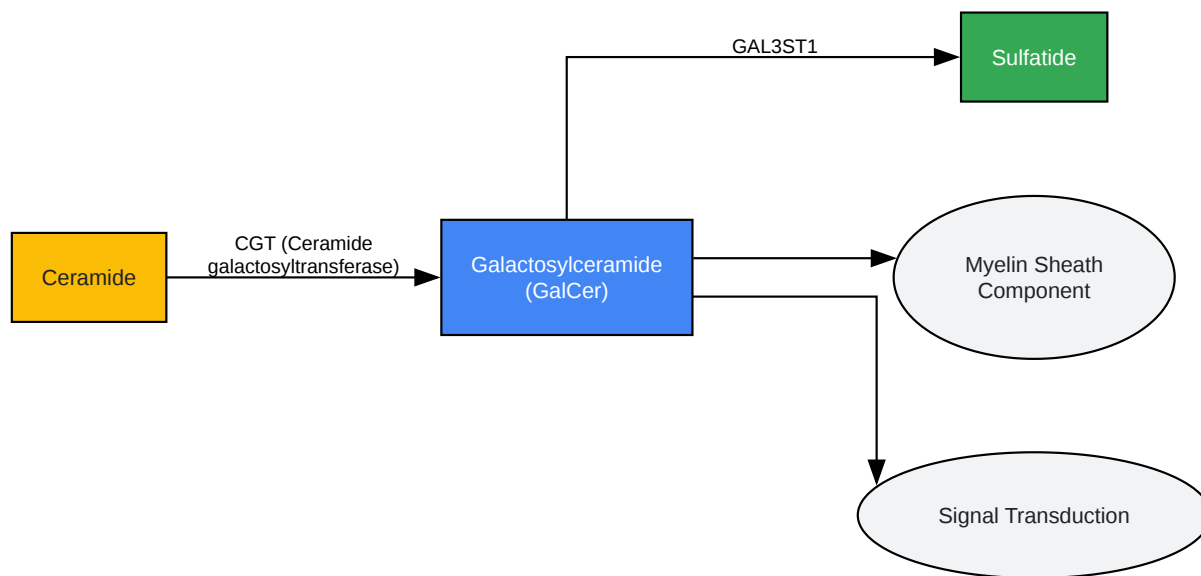 GAL3ST1
Sulfatide
CGT (Ceramide
galactosyltransferase)
Ceramide
Galactosylceramide
(GalCer)
Myelin Sheath
Component
Signal Transduction